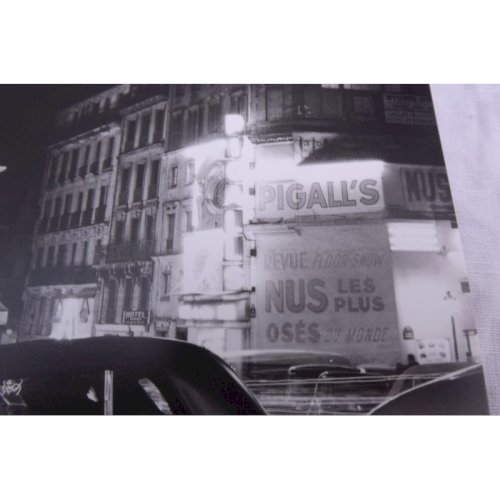 PIGALL'S
NUS
REVUE FLOOR-SHOW
NUS LES PLUS
OSÉS DU MONDE
HOTEL